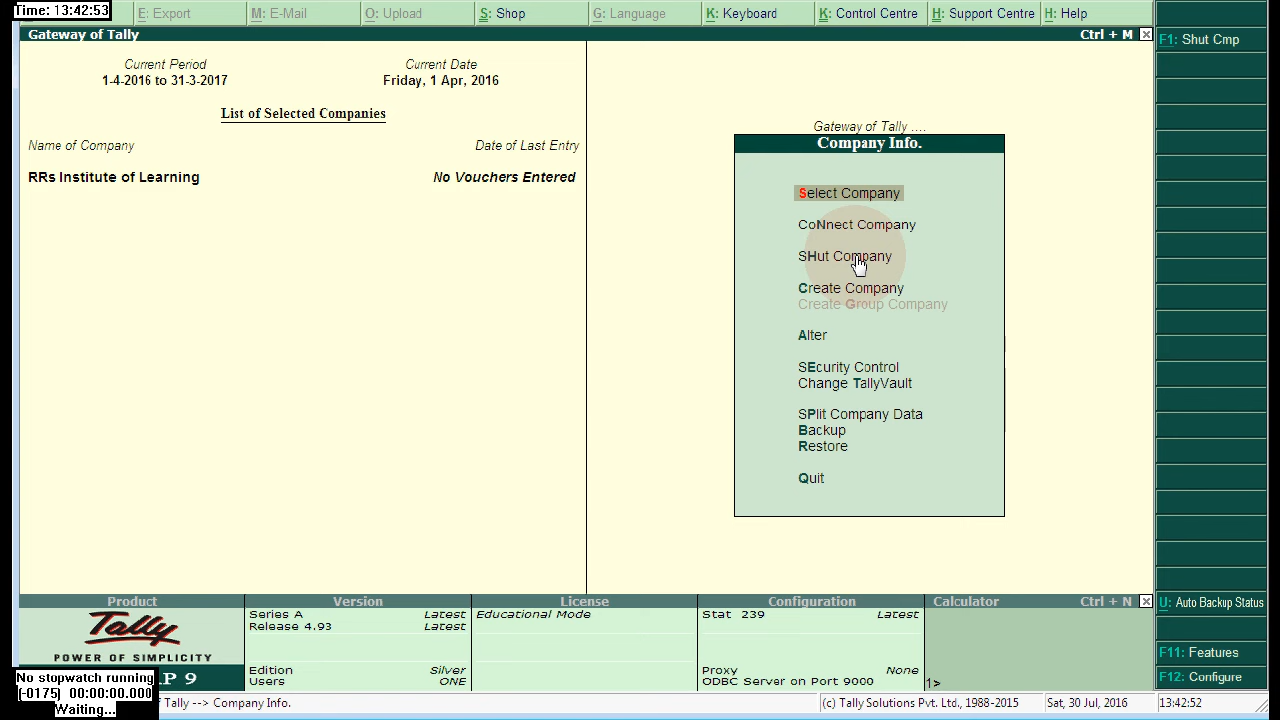 Time: 13:42:53
E: Export
M: E-Mail
O: Upload
S: Shop
G: Language
K: Keyboard
K: Control Centre
H: Support Centre
H: Help
Gateway of Tally
Ctrl + M
F1: Shut Cmp
Current Period
Current Date
1-4-2016 to 31-3-2017
Friday, 1 Apr, 2016
List of Selected Companies
Name of Company
Date of Last Entry
RRs Institute of Learning
No Vouchers Entered
Gateway of Tally ....
Company Info.
Select Company
CoNnect Company
SHut Company
Create Company
Create Group Company
Alter
SEcurity Control
Change TallyVault
SPlit Company Data
Backup
Restore
Quit
Product
Version
License
Configuration
Calculator
Ctrl + N
U: Auto Backup Status
Series A
Latest
Release 4.93
Latest
Educational Mode
Stat 239
Latest
Tally
POWER OF SIMPLICITY
F11: Features
Edition
Silver
Users
ONE
Proxy
None
ODBC Server on Port 9000
1>
F12: Configure
P 9
No stopwatch running
[-0175] 00:00:00.000
Waiting...
of Tally --> Company Info.
(c) Tally Solutions Pvt. Ltd., 1988-2015
Sat, 30 Jul, 2016
13:42:52